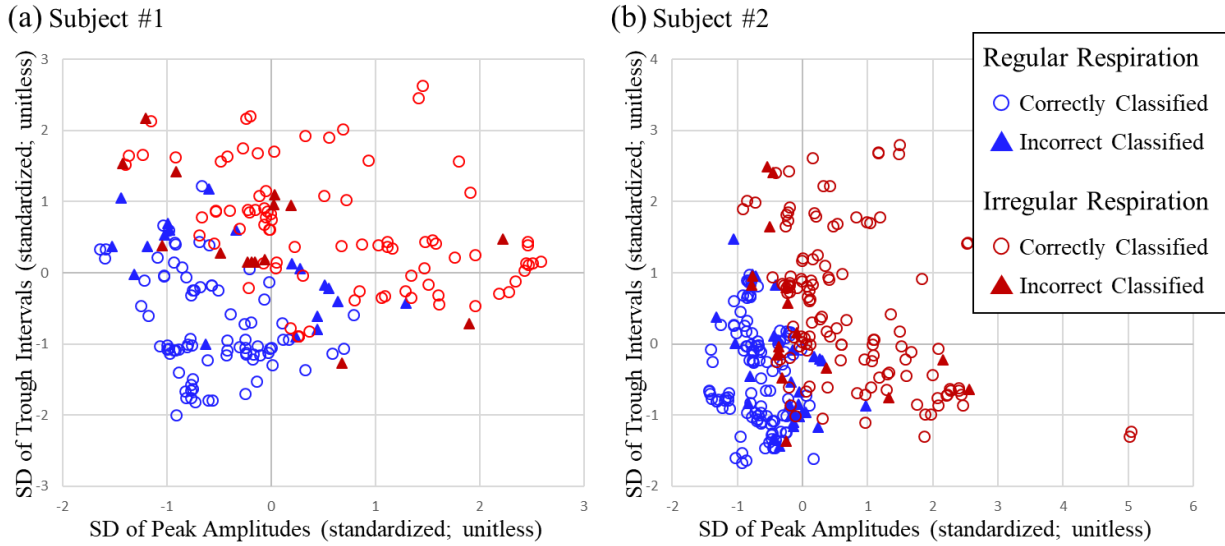 (a) Subject #1
3
2
1
0
-1
-2
-3
-2
-1
0
1
2
3
SD of Trough Intervals (standardized; unitless)
SD of Peak Amplitudes (standardized; unitless)
(b) Subject #2
4
3
2
1
0
-1
-2
-2
-1
0
1
2
3
4
5
6
SD of Trough Intervals (standardized; unitless)
SD of Peak Amplitudes (standardized; unitless)
Regular Respiration
Correctly Classified
Incorrect Classified
Irregular Respiration
Correctly Classified
Incorrect Classified